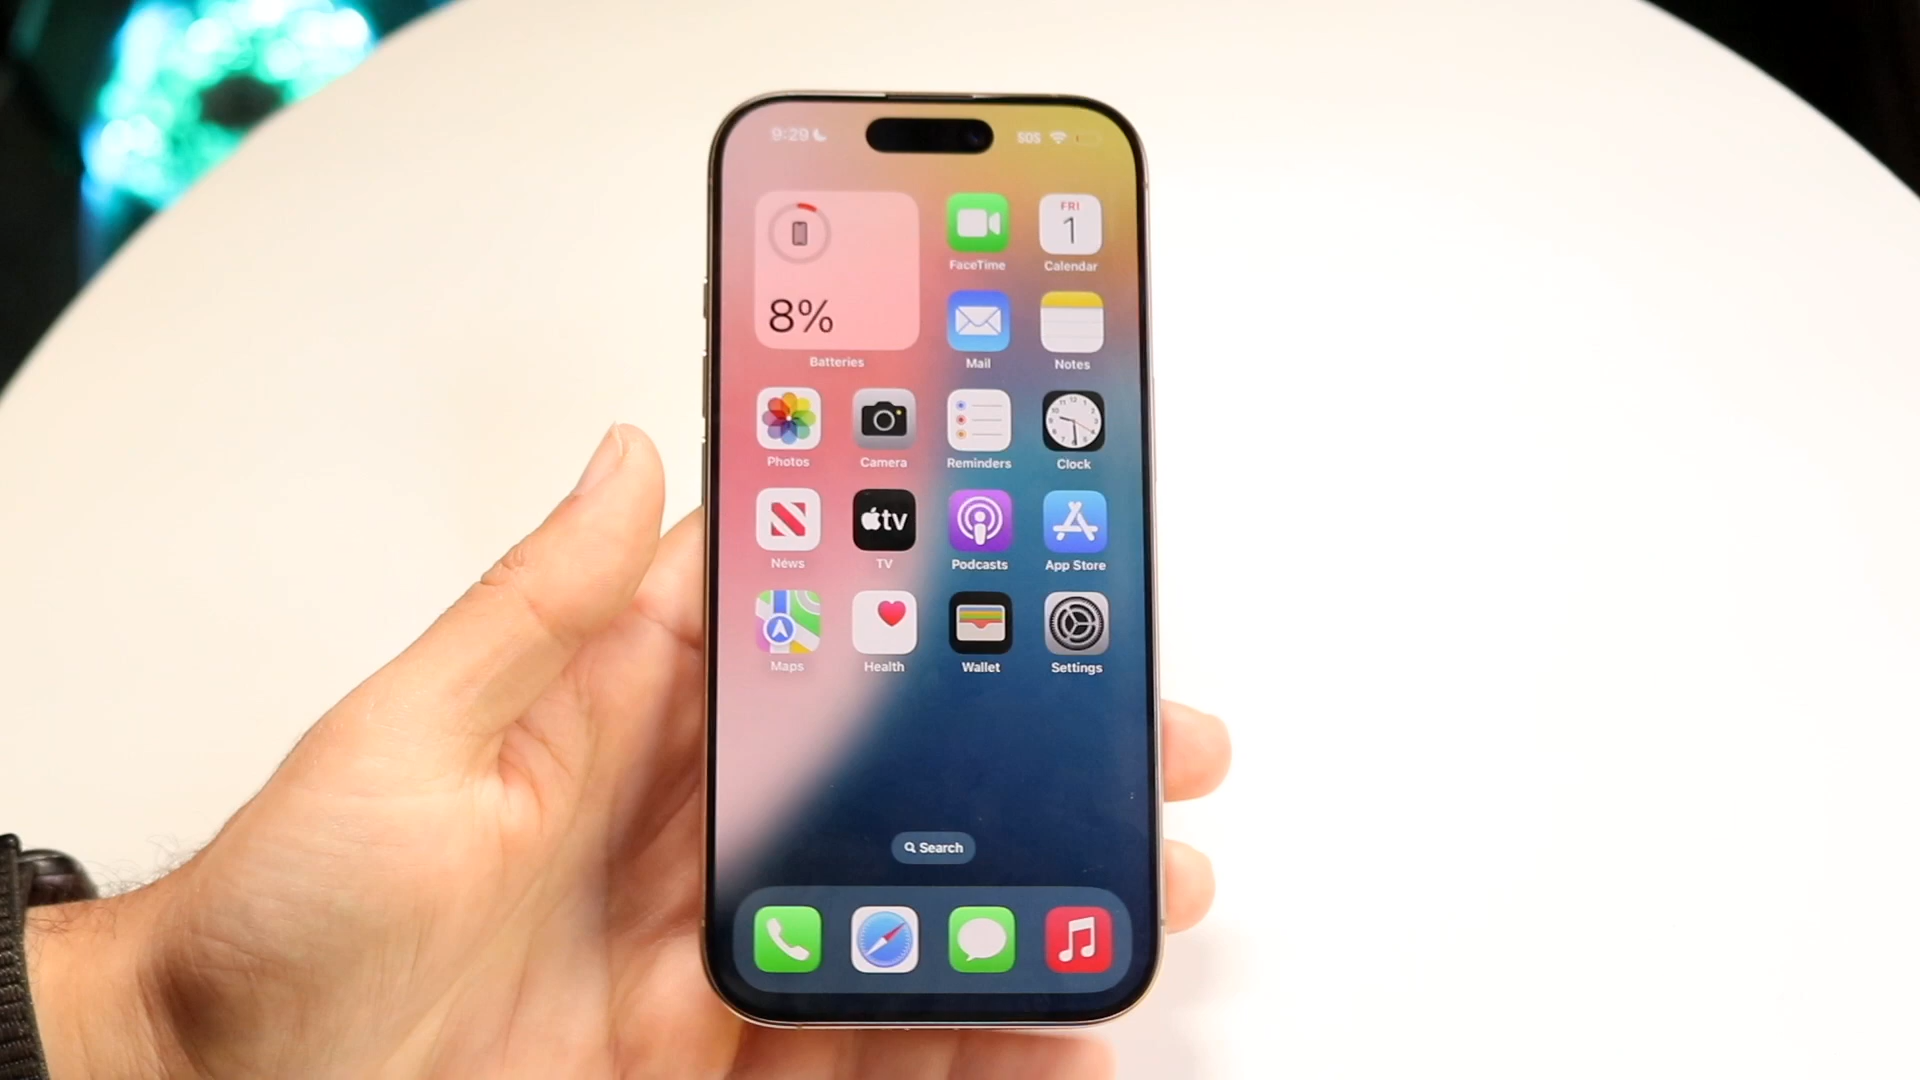 9:29
SOS
8%
Batteries
FaceTime
FRI
1
Calendar
Mail
Notes
Photos
Camera
Reminders
Clock
News
tv
TV
Podcasts
App Store
Maps
Health
Wallet
Settings
Search